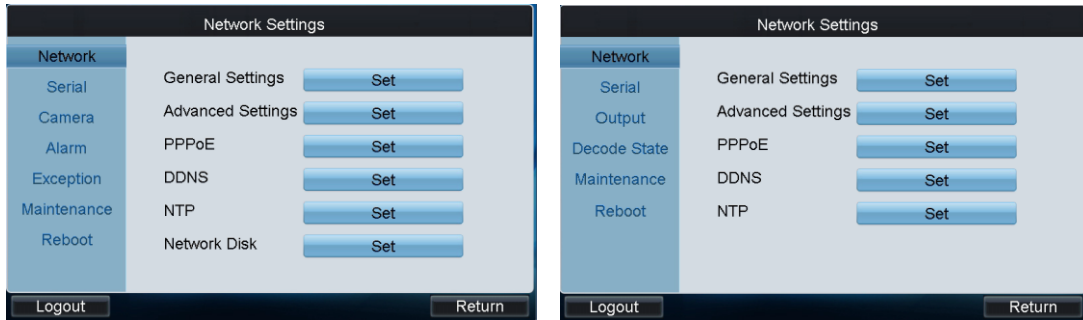 Network Settings
Network
Serial
Camera
Alarm
Exception
Maintenance
Reboot
General Settings Set
Advanced Settings Set
PPPoE Set
DDNS Set
NTP Set
Network Disk Set
Logout Return
Network Settings
Network
Serial
Output
Decode State
Maintenance
Reboot
General Settings Set
Advanced Settings Set
PPPoE Set
DDNS Set
NTP Set
Logout Return